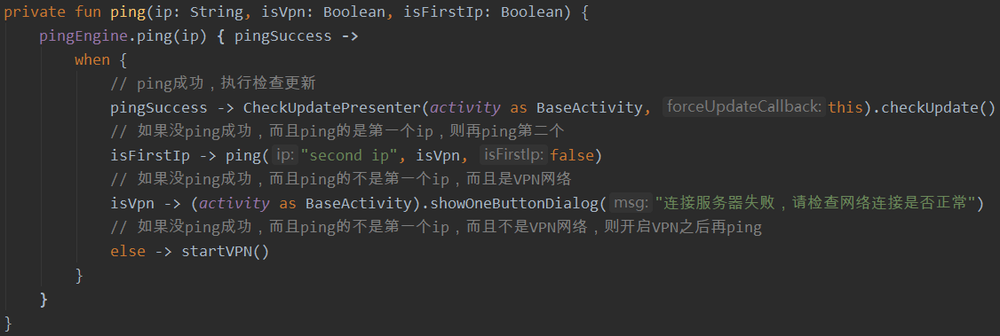 private fun ping(ip: String, isVpn: Boolean, isFirstIp: Boolean) {
    pingEngine.ping(ip) { pingSuccess ->
        when {
            // ping成功，执行检查更新
            pingSuccess -> CheckUpdatePresenter(activity as BaseActivity, forceUpdateCallback: this).checkUpdate()
            // 如果没ping成功，而且ping的是第一个ip，则再ping第二个
            isFirstIp -> ping( ip: "second ip", isVpn, isFirstIp: false)
            // 如果没ping成功，而且ping的不是第一个ip，而且是VPN网络
            isVpn -> (activity as BaseActivity).showOneButtonDialog( msg: "连接服务器失败，请检查网络连接是否正常")
            // 如果没ping成功，而且ping的不是第一个ip，而且不是VPN网络，则开启VPN之后再ping
            else -> startVPN()
        }
    }
}